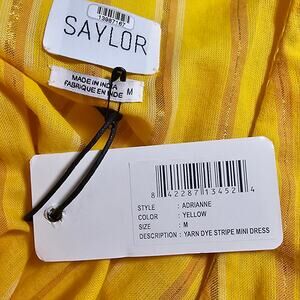 13087167
SAYLOR
MADE IN INDIA
FABRIQUE EN INDE
M
8 42287 13452 4
STYLE : ADRIANNE
COLOR : YELLOW
SIZE : M
DESCRIPTION : YARN DYE STRIPE MINI DRESS